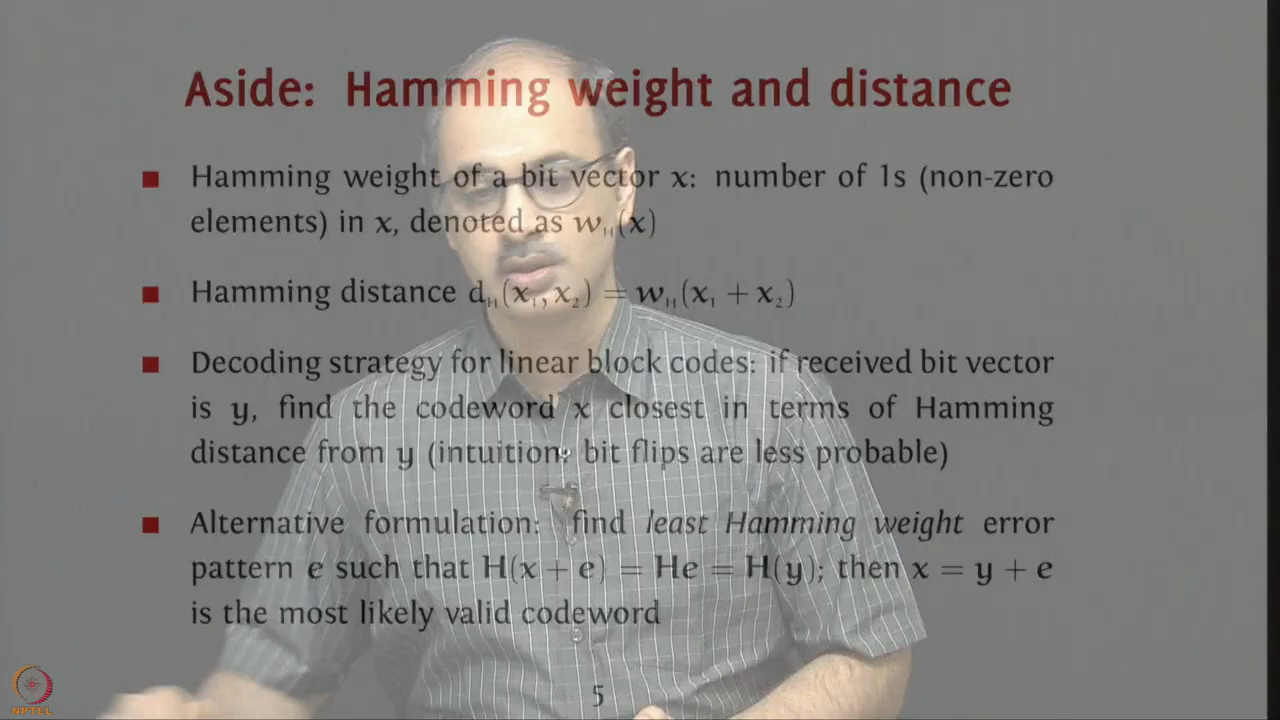 Aside: Hamming weight and distance
■ Hamming weight of a bit vector x: number of 1s (non-zero
elements) in x, denoted as w_H(x)
■ Hamming distance d_H(x₁, x₂) = w_H(x₁ + x₂)
■ Decoding strategy for linear block codes: if received bit vector
is y, find the codeword x closest in terms of Hamming
distance from y (intuition: bit flips are less probable)
■ Alternative formulation: find least Hamming weight error
pattern e such that H(x + e) = He = H(y); then x = y + e
is the most likely valid codeword
5
NPTEL